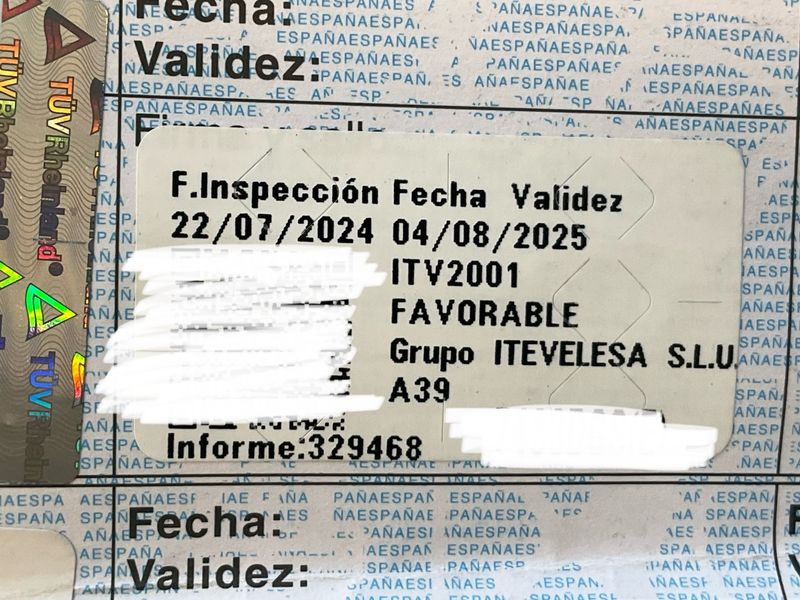 Fecha:
Validez:
TÜVRheinland®
F.Inspección Fecha Validez
22/07/2024 04/08/2025
ITV2001
FAVORABLE
Grupo ITEVELESA S.L.U.
A39
Informe:329468
Fecha:
Validez: